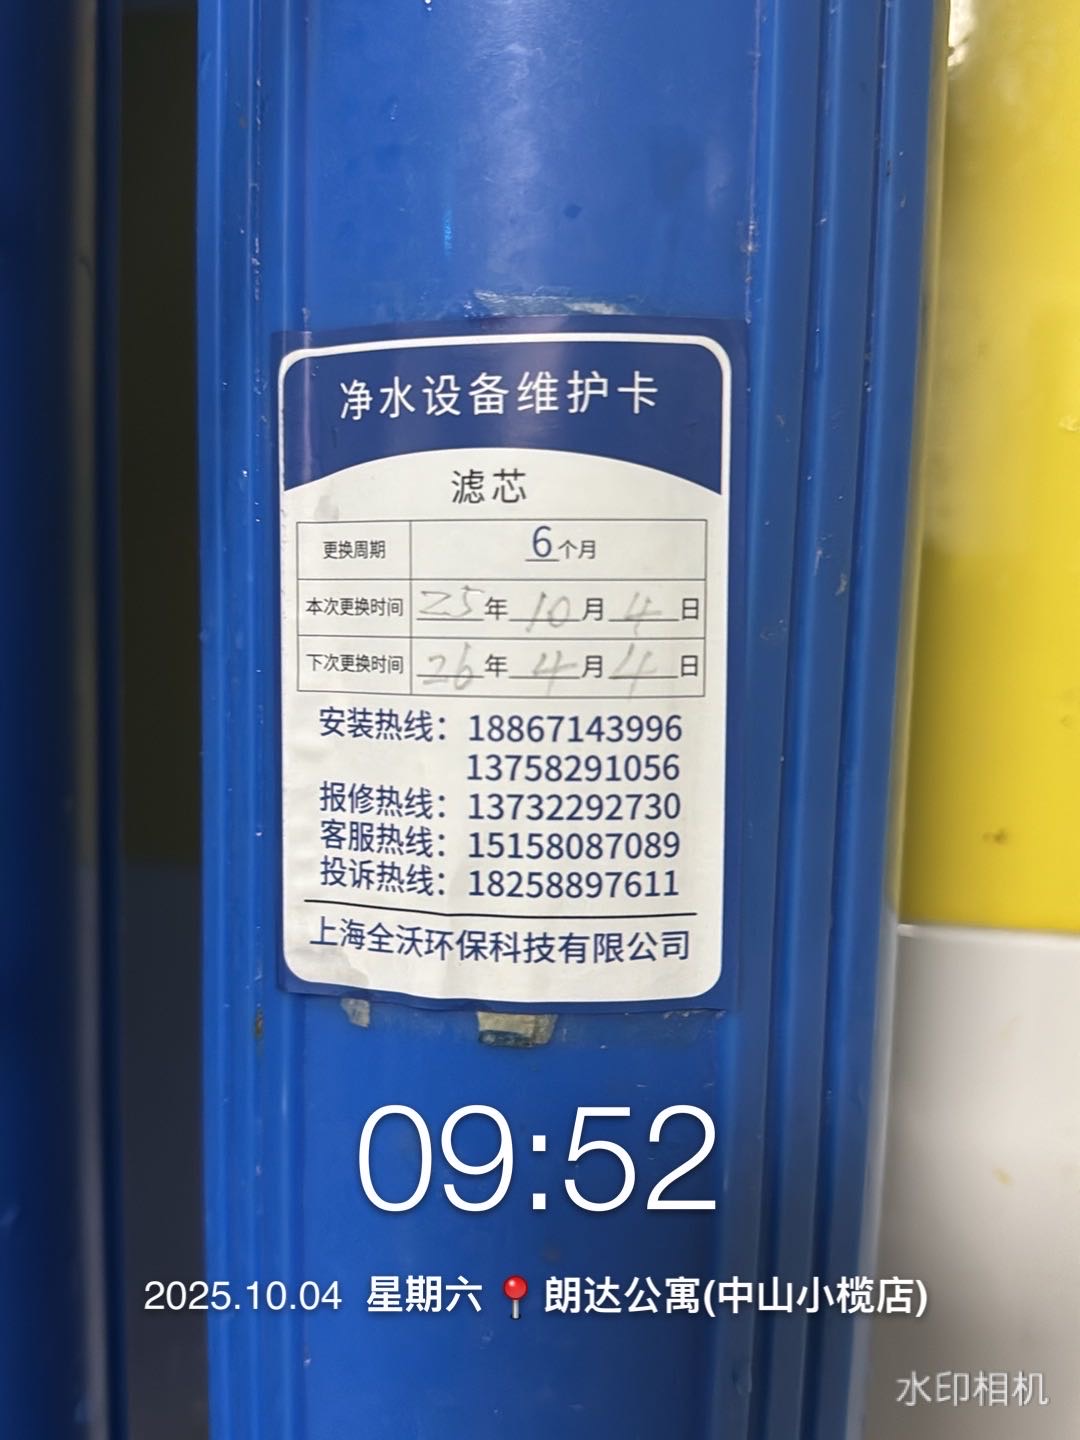 净水设备维护卡
滤芯
更换周期 6个月
本次更换时间 25年10月4日
下次更换时间 26年4月4日
安装热线：18867143996
13758291056
报修热线：13732292730
客服热线：15158087089
投诉热线：18258897611
上海全沃环保科技有限公司
09:52
2025.10.04 星期六 📍朗达公寓(中山小榄店)
水印相机